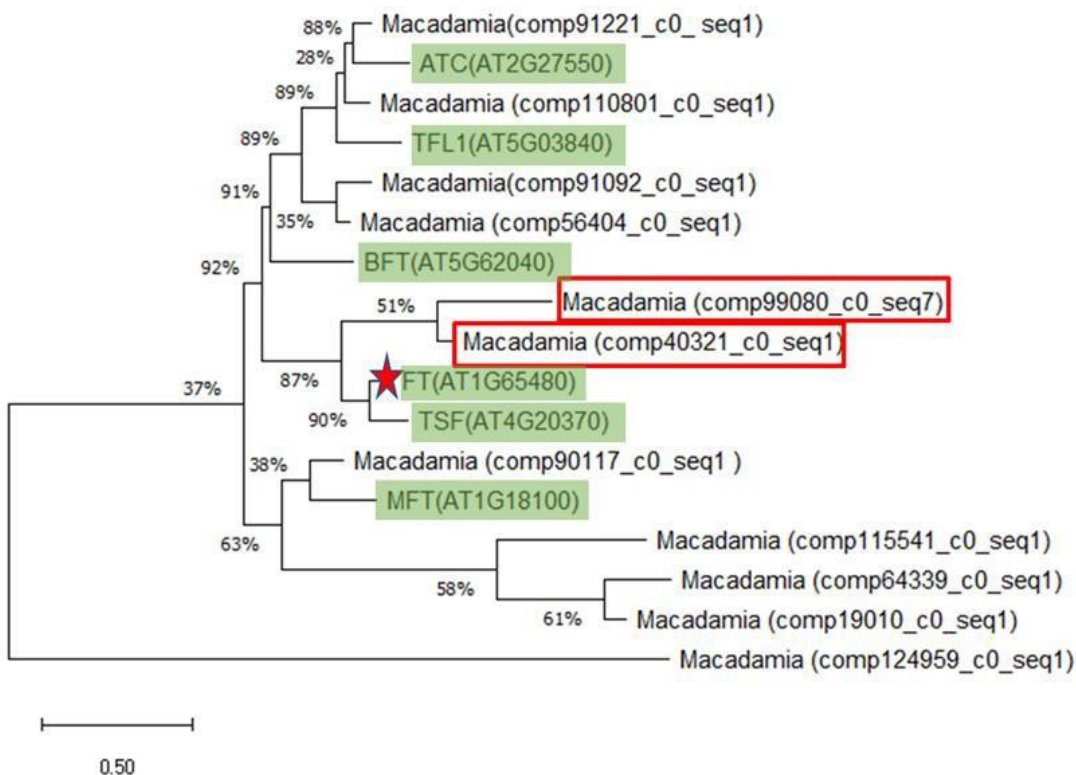 88%
Macadamia(comp91221_c0_ seq1)
28%
ATC(AT2G27550)
89%
Macadamia (comp110801_c0_seq1)
89%
TFL1(AT5G03840)
91%
Macadamia(comp91092_c0_seq1)
35%
Macadamia (comp56404_c0_seq1)
92%
BFT(AT5G62040)
51%
Macadamia (comp99080_c0_seq7)
Macadamia (comp40321_c0_seq1)
37%
87%
FT(AT1G65480)
90%
TSF(AT4G20370)
38%
Macadamia (comp90117_c0_seq1 )
MFT(AT1G18100)
63%
Macadamia (comp115541_c0_seq1)
58%
Macadamia (comp64339_c0_seq1)
61%
Macadamia (comp19010_c0_seq1)
Macadamia (comp124959_c0_seq1)
0.50